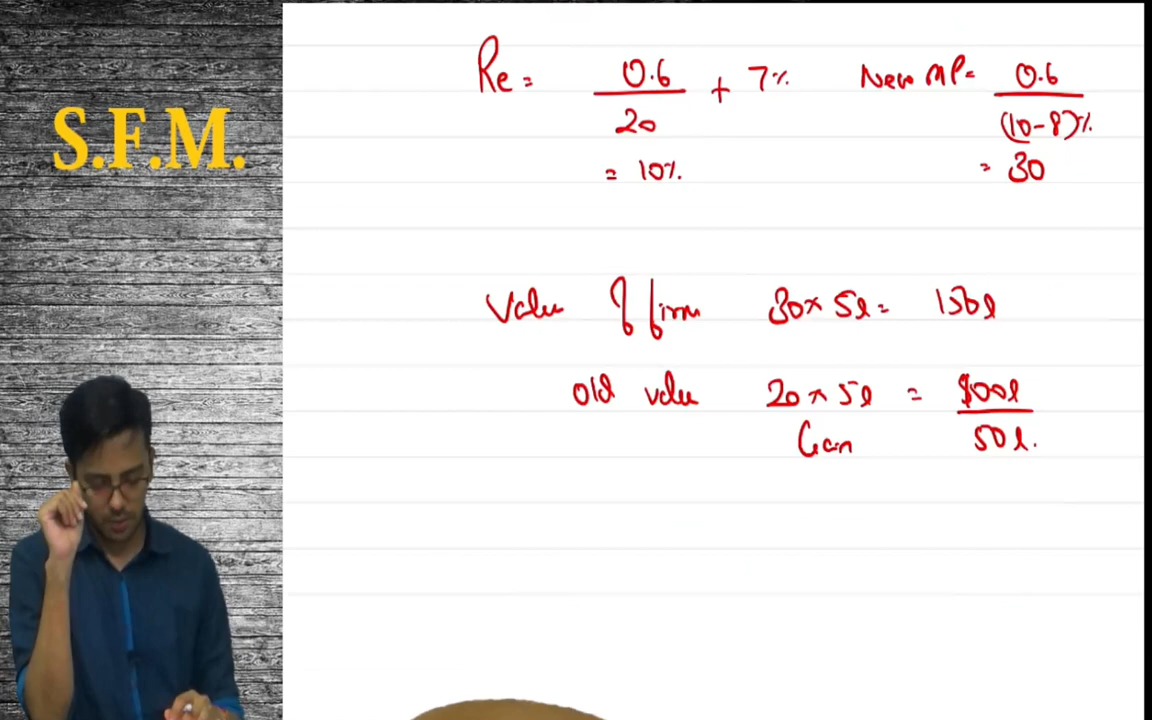 S.F.M.
Re = 0.6 / 20 + 7%
= 10%
New MP = 0.6 / (10-8)%
= 30
Value of firm 30 × 5l = 150l
Old value 20 × 5l = 100l
Gain 50l.